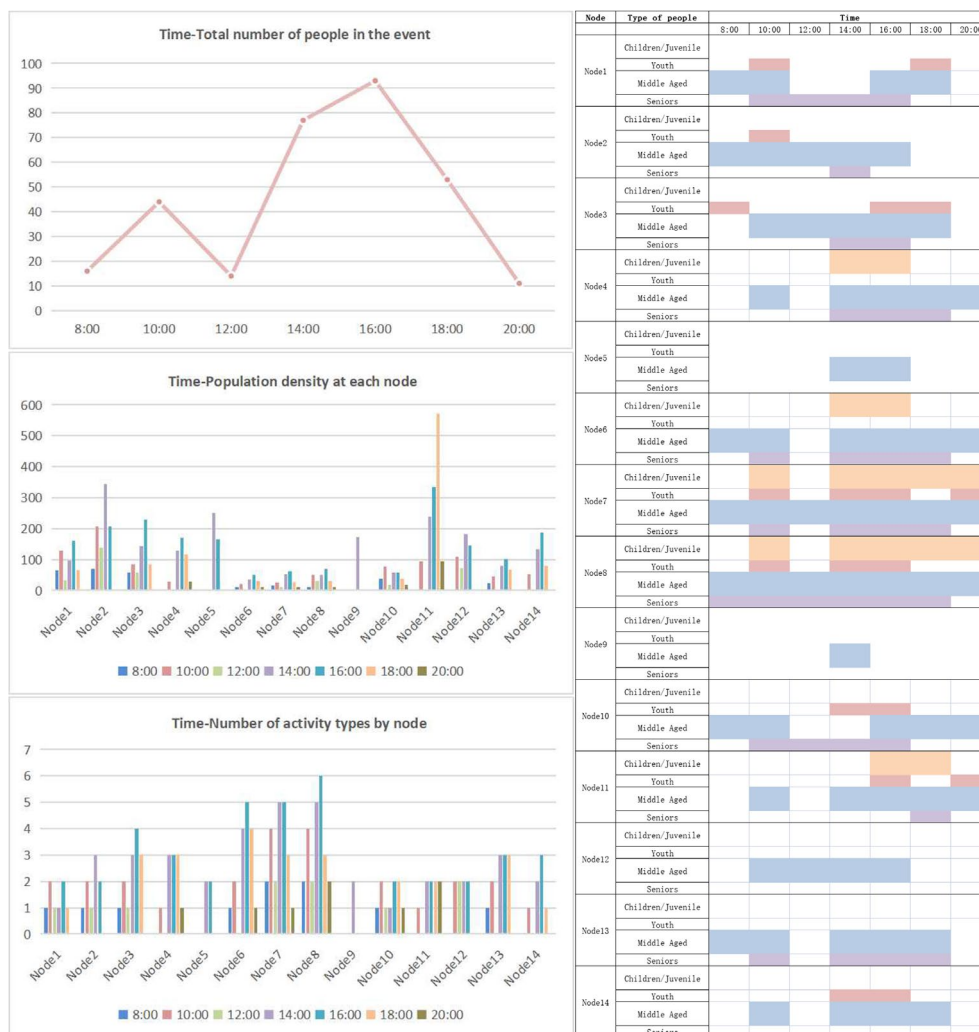 Time-Total number of people in the event
100
90
80
70
60
50
40
30
20
10
0
8:00 10:00 12:00 14:00 16:00 18:00 20:00
Time-Population density at each node
600
500
400
300
200
100
0
Node1 Node2 Node3 Node4 Node5 Node6 Node7 Node8 Node9 Node10 Node11 Node12 Node13 Node14
8:00 10:00 12:00 14:00 16:00 18:00 20:00
Time-Number of activity types by node
7
6
5
4
3
2
1
0
Node1 Node2 Node3 Node4 Node5 Node6 Node7 Node8 Node9 Node10 Node11 Node12 Node13 Node14
8:00 10:00 12:00 14:00 16:00 18:00 20:00
Node Type of people Time
8:00 10:00 12:00 14:00 16:00 18:00 20:00
Node1
Children/Juvenile
Youth
Middle Aged
Seniors
Node2
Children/Juvenile
Youth
Middle Aged
Seniors
Node3
Children/Juvenile
Youth
Middle Aged
Seniors
Node4
Children/Juvenile
Youth
Middle Aged
Seniors
Node5
Children/Juvenile
Youth
Middle Aged
Seniors
Node6
Children/Juvenile
Youth
Middle Aged
Seniors
Node7
Children/Juvenile
Youth
Middle Aged
Seniors
Node8
Children/Juvenile
Youth
Middle Aged
Seniors
Node9
Children/Juvenile
Youth
Middle Aged
Seniors
Node10
Children/Juvenile
Youth
Middle Aged
Seniors
Node11
Children/Juvenile
Youth
Middle Aged
Seniors
Node12
Children/Juvenile
Youth
Middle Aged
Seniors
Node13
Children/Juvenile
Youth
Middle Aged
Seniors
Node14
Children/Juvenile
Youth
Middle Aged
Seniors